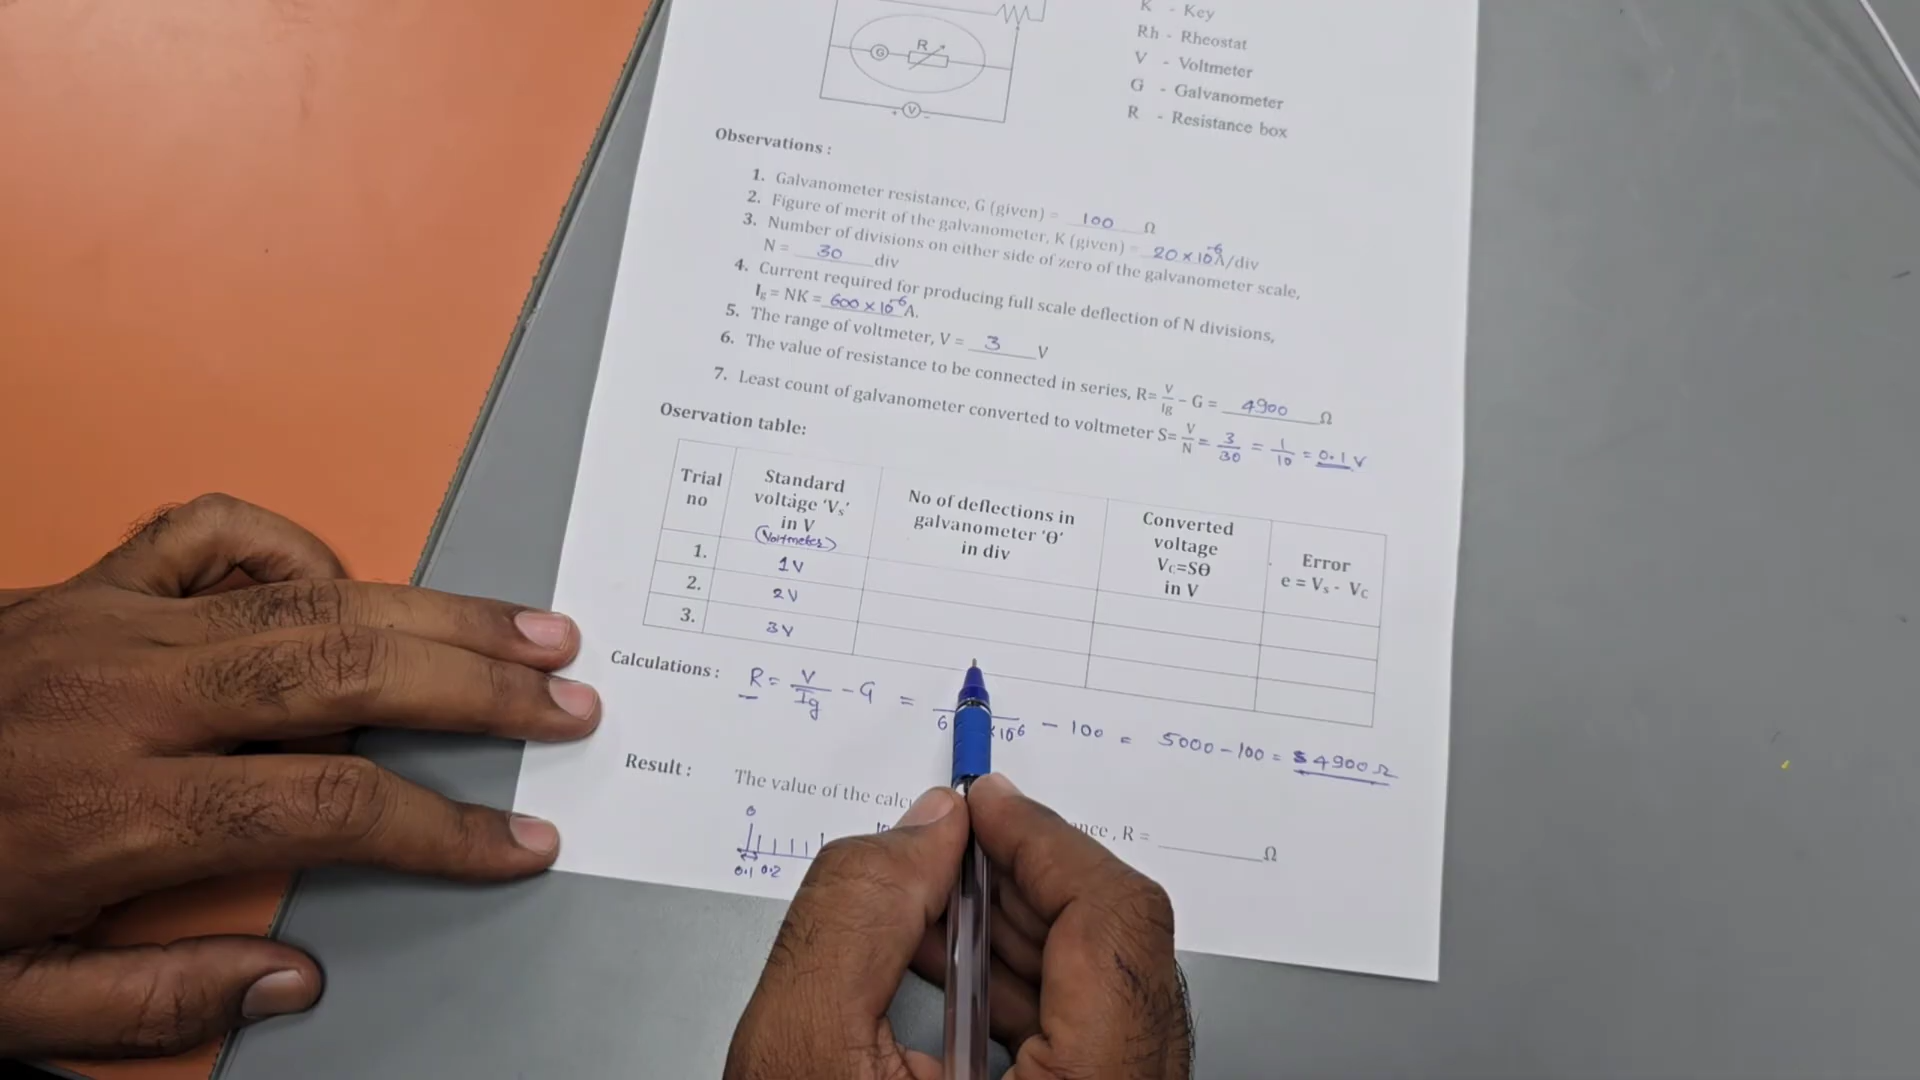 K - Key
Rh - Rheostat
V - Voltmeter
G - Galvanometer
R - Resistance box
R
G
+ V -
Observations :
1. Galvanometer resistance, G (given) = 100 Ω
2. Figure of merit of the galvanometer, K (given) = 20 × 10⁻⁶ A/div
3. Number of divisions on either side of zero of the galvanometer scale,
N = 30 div
4. Current required for producing full scale deflection of N divisions,
Ig = NK = 600 × 10⁻⁶ A.
5. The range of voltmeter, V = 3 V
6. The value of resistance to be connected in series, R= V/Ig - G = 4900 Ω
7. Least count of galvanometer converted to voltmeter S= V/N = 3/30 = 1/10 = 0.1 V
Oservation table:
Trial no
Standard voltage 'Vs' in V
(Voltmeter)
No of deflections in galvanometer 'θ' in div
Converted voltage VC=Sθ in V
Error e = Vs - VC
1. 1V
2. 2V
3. 3V
Calculations : R = V/Ig - G = 6 ×10⁻⁶ - 100 = 5000 - 100 = 4900 Ω
Result : The value of the , R = Ω
0
0.1 0.2